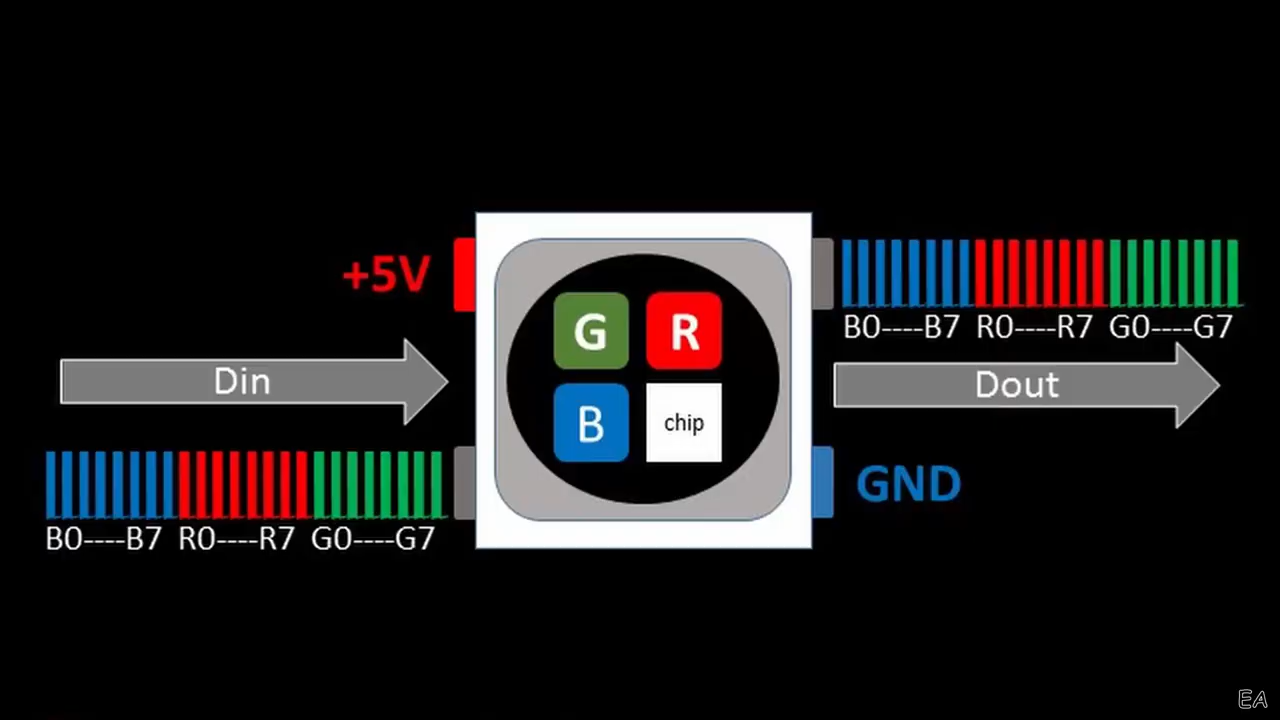 +5V
Din
B0----B7 R0----R7 G0----G7
G R
B chip
B0----B7 R0----R7 G0----G7
Dout
GND
EA